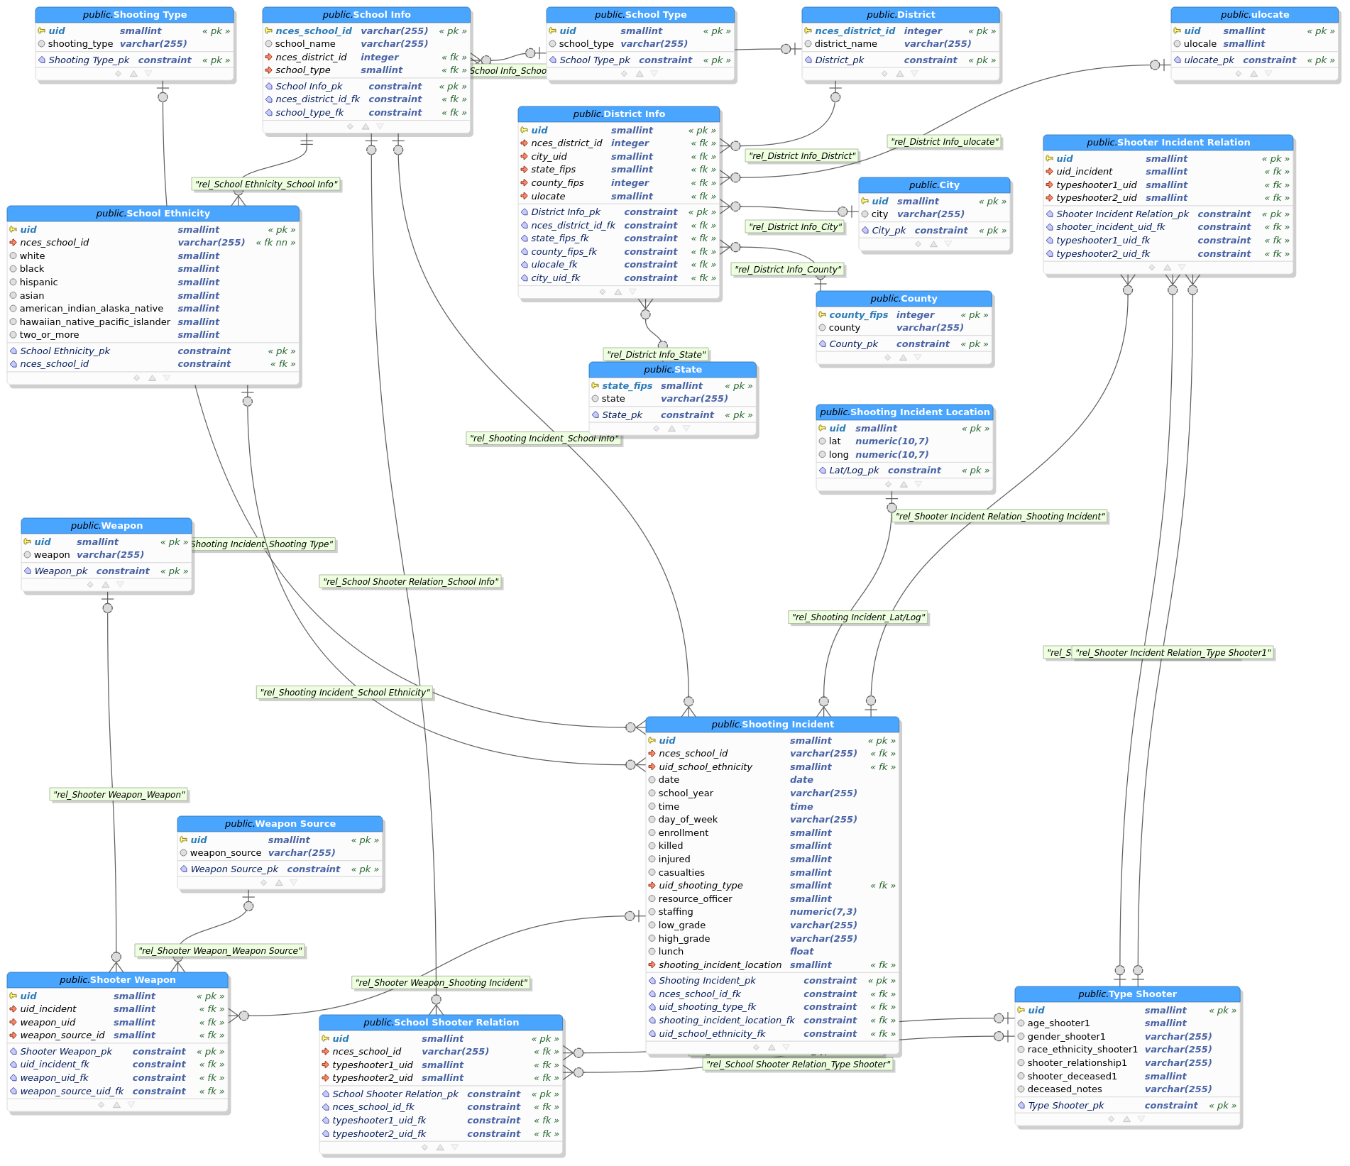 public.Shooting Type
uid smallint « pk »
shooting_type varchar(255)
Shooting Type_pk constraint « pk »
public.School Info
nces_school_id varchar(255) « pk »
school_name varchar(255)
nces_district_id integer « fk »
school_type smallint « fk »
School Info_pk constraint « pk »
nces_district_id_fk constraint « fk »
school_type_fk constraint « fk »
School Info_Schoo
public.School Type
uid smallint « pk »
school_type varchar(255)
School Type_pk constraint « pk »
public.District
nces_district_id integer « pk »
district_name varchar(255)
District_pk constraint « pk »
public.ulocate
uid smallint « pk »
ulocale smallint
ulocate_pk constraint « pk »
public.District Info
uid smallint « pk »
nces_district_id integer « fk »
city_uid smallint « fk »
state_fips smallint « fk »
county_fips integer « fk »
ulocate smallint « fk »
District Info_pk constraint « pk »
nces_district_id_fk constraint « fk »
state_fips_fk constraint « fk »
county_fips_fk constraint « fk »
ulocale_fk constraint « fk »
city_uid_fk constraint « fk »
"rel_District Info_District"
"rel_District Info_ulocate"
public.City
uid smallint « pk »
city varchar(255)
City_pk constraint « pk »
"rel_District Info_City"
"rel_District Info_County"
public.County
county_fips integer « pk »
county varchar(255)
County_pk constraint « pk »
public.Shooter Incident Relation
uid smallint « pk »
uid_incident smallint « fk »
typeshooter1_uid smallint « fk »
typeshooter2_uid smallint « fk »
Shooter Incident Relation_pk constraint « pk »
shooter_incident_uid_fk constraint « fk »
typeshooter1_uid_fk constraint « fk »
typeshooter2_uid_fk constraint « fk »
"rel_School Ethnicity_School Info"
public.School Ethnicity
uid smallint « pk »
nces_school_id varchar(255) « fk nn »
white smallint
black smallint
hispanic smallint
asian smallint
american_indian_alaska_native smallint
hawaiian_native_pacific_islander smallint
two_or_more smallint
School Ethnicity_pk constraint « pk »
nces_school_id constraint « fk »
"rel_District Info_State"
public.State
state_fips smallint « pk »
state varchar(255)
State_pk constraint « pk »
"rel_Shooting Incident_School Info"
public.Shooting Incident Location
uid smallint « pk »
lat numeric(10,7)
long numeric(10,7)
Lat/Log_pk constraint « pk »
"rel_Shooter Incident Relation_Shooting Incident"
public.Weapon
uid smallint « pk »
weapon varchar(255)
Weapon_pk constraint « pk »
Shooting Incident_Shooting Type"
"rel_School Shooter Relation_School Info"
"rel_Shooting Incident_Lat/Log"
"rel_S
"rel_Shooter Incident Relation_Type Shooter1"
"rel_Shooting Incident_School Ethnicity"
"rel_Shooter Weapon_Weapon"
public.Shooting Incident
uid smallint « pk »
nces_school_id varchar(255) « fk »
uid_school_ethnicity smallint « fk »
date date
school_year varchar(255)
time time
day_of_week varchar(255)
enrollment smallint
killed smallint
injured smallint
casualties smallint
uid_shooting_type smallint « fk »
resource_officer smallint
staffing numeric(7,3)
low_grade varchar(255)
high_grade varchar(255)
lunch float
shooting_incident_location smallint « fk »
Shooting Incident_pk constraint « pk »
nces_school_id_fk constraint « fk »
uid_shooting_type_fk constraint « fk »
shooting_incident_location_fk constraint « fk »
uid_school_ethnicity_fk constraint « fk »
public.Weapon Source
uid smallint « pk »
weapon_source varchar(255)
Weapon Source_pk constraint « pk »
"rel_Shooter Weapon_Weapon Source"
"rel_Shooter Weapon_Shooting Incident"
public.Shooter Weapon
uid smallint « pk »
uid_incident smallint « fk »
weapon_uid smallint « fk »
weapon_source_id smallint « fk »
Shooter Weapon_pk constraint « pk »
uid_incident_fk constraint « fk »
weapon_uid_fk constraint « fk »
weapon_source_uid_fk constraint « fk »
public.School Shooter Relation
uid smallint « pk »
nces_school_id varchar(255) « fk »
typeshooter1_uid smallint « fk »
typeshooter2_uid smallint « fk »
School Shooter Relation_pk constraint « pk »
nces_school_id_fk constraint « fk »
typeshooter1_uid_fk constraint « fk »
typeshooter2_uid_fk constraint « fk »
"rel_School Shooter Relation_Type Shooter"
public.Type Shooter
uid smallint « pk »
age_shooter1 smallint
gender_shooter1 varchar(255)
race_ethnicity_shooter1 varchar(255)
shooter_relationship1 varchar(255)
shooter_deceased1 smallint
deceased_notes varchar(255)
Type Shooter_pk constraint « pk »